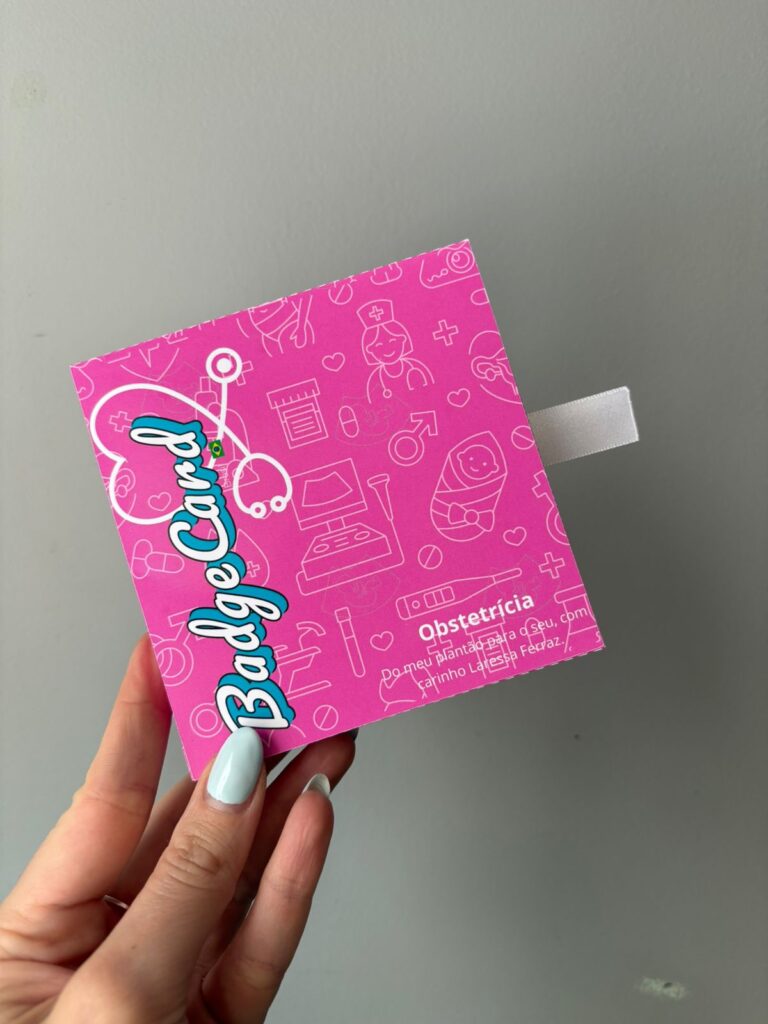 BadgeCard
Obstetrícia
Do meu plantão para o seu, com
carinho Laressa Ferraz.